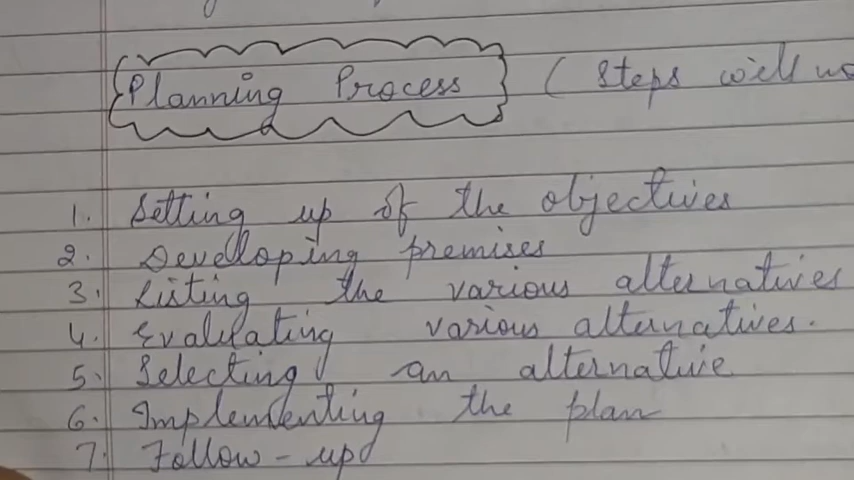 Planning Process ( steps will
1. Setting up of the objectives
2. Developing premises
3. Listing the various alternatives
4. Evaluating various alternatives.
5. Selecting an alternative
6. Implementing the plan
7. Follow-up